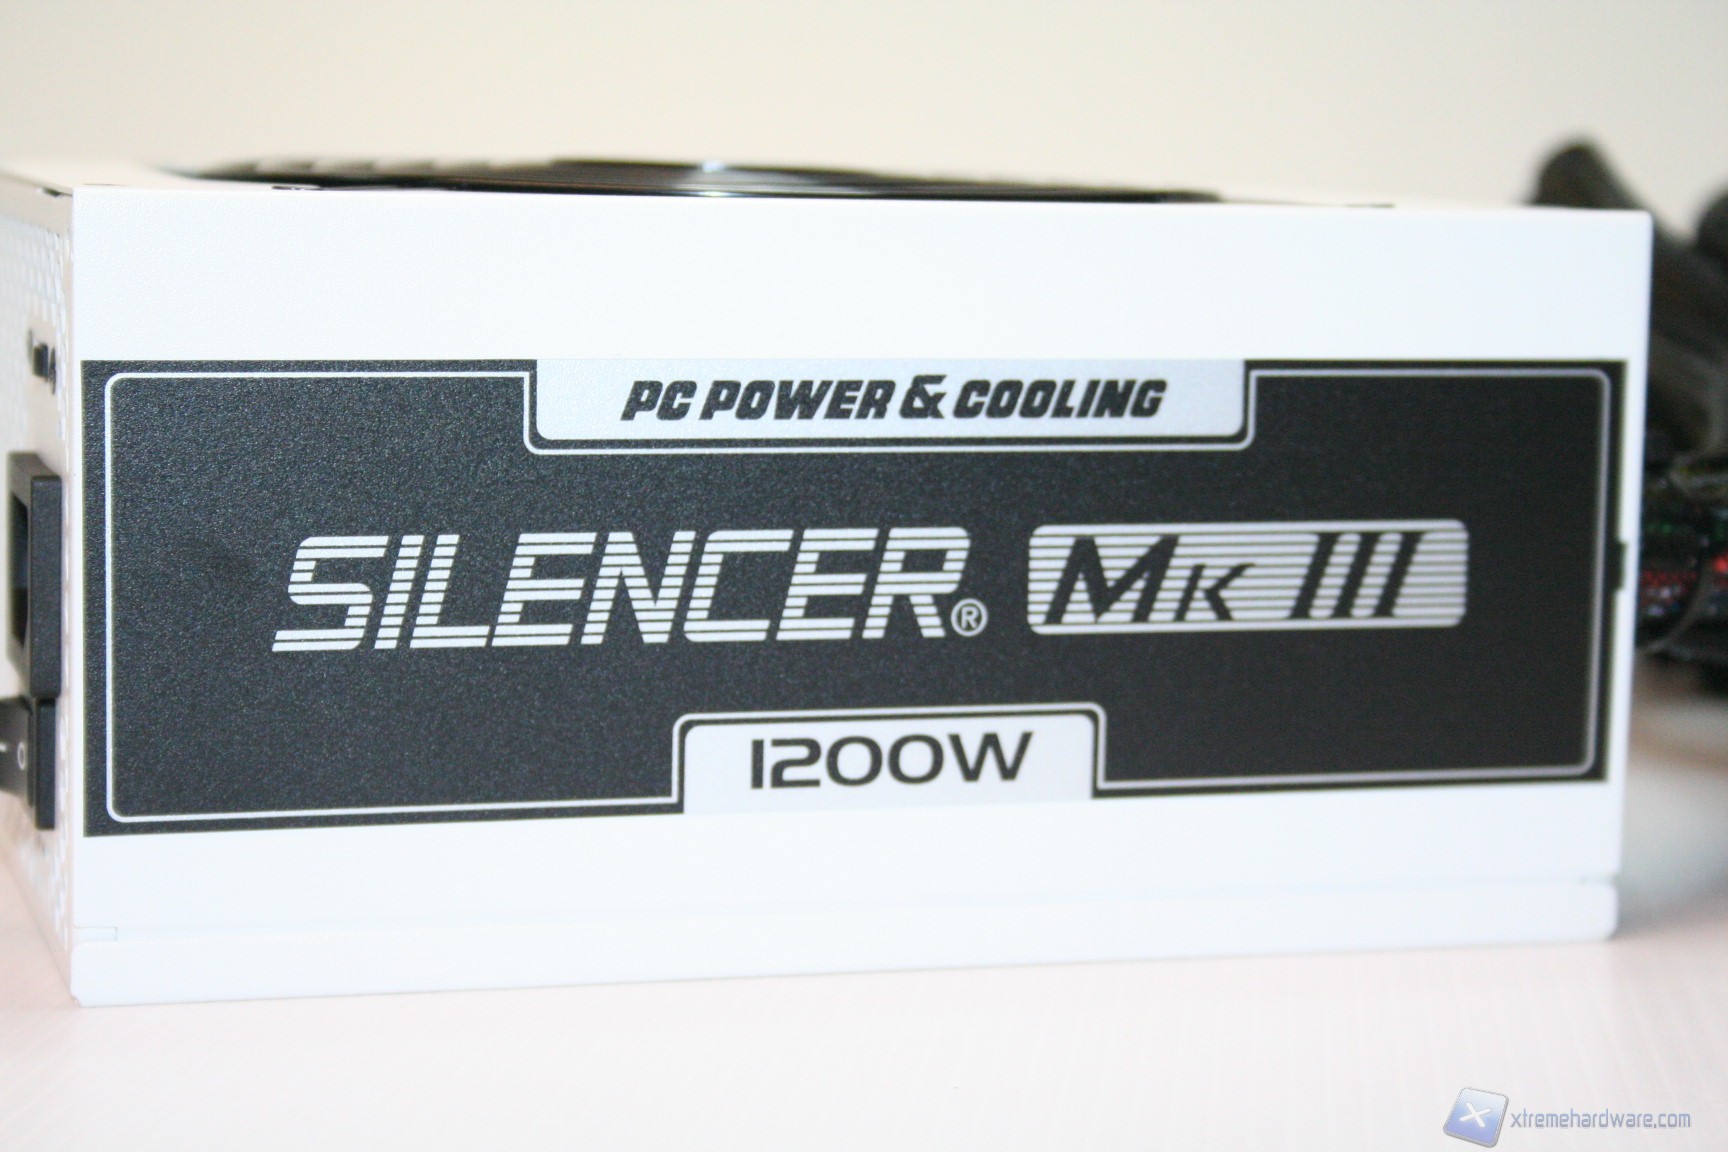 PC POWER & COOLING
SILENCER® MK III
1200W
xtremehardware.com